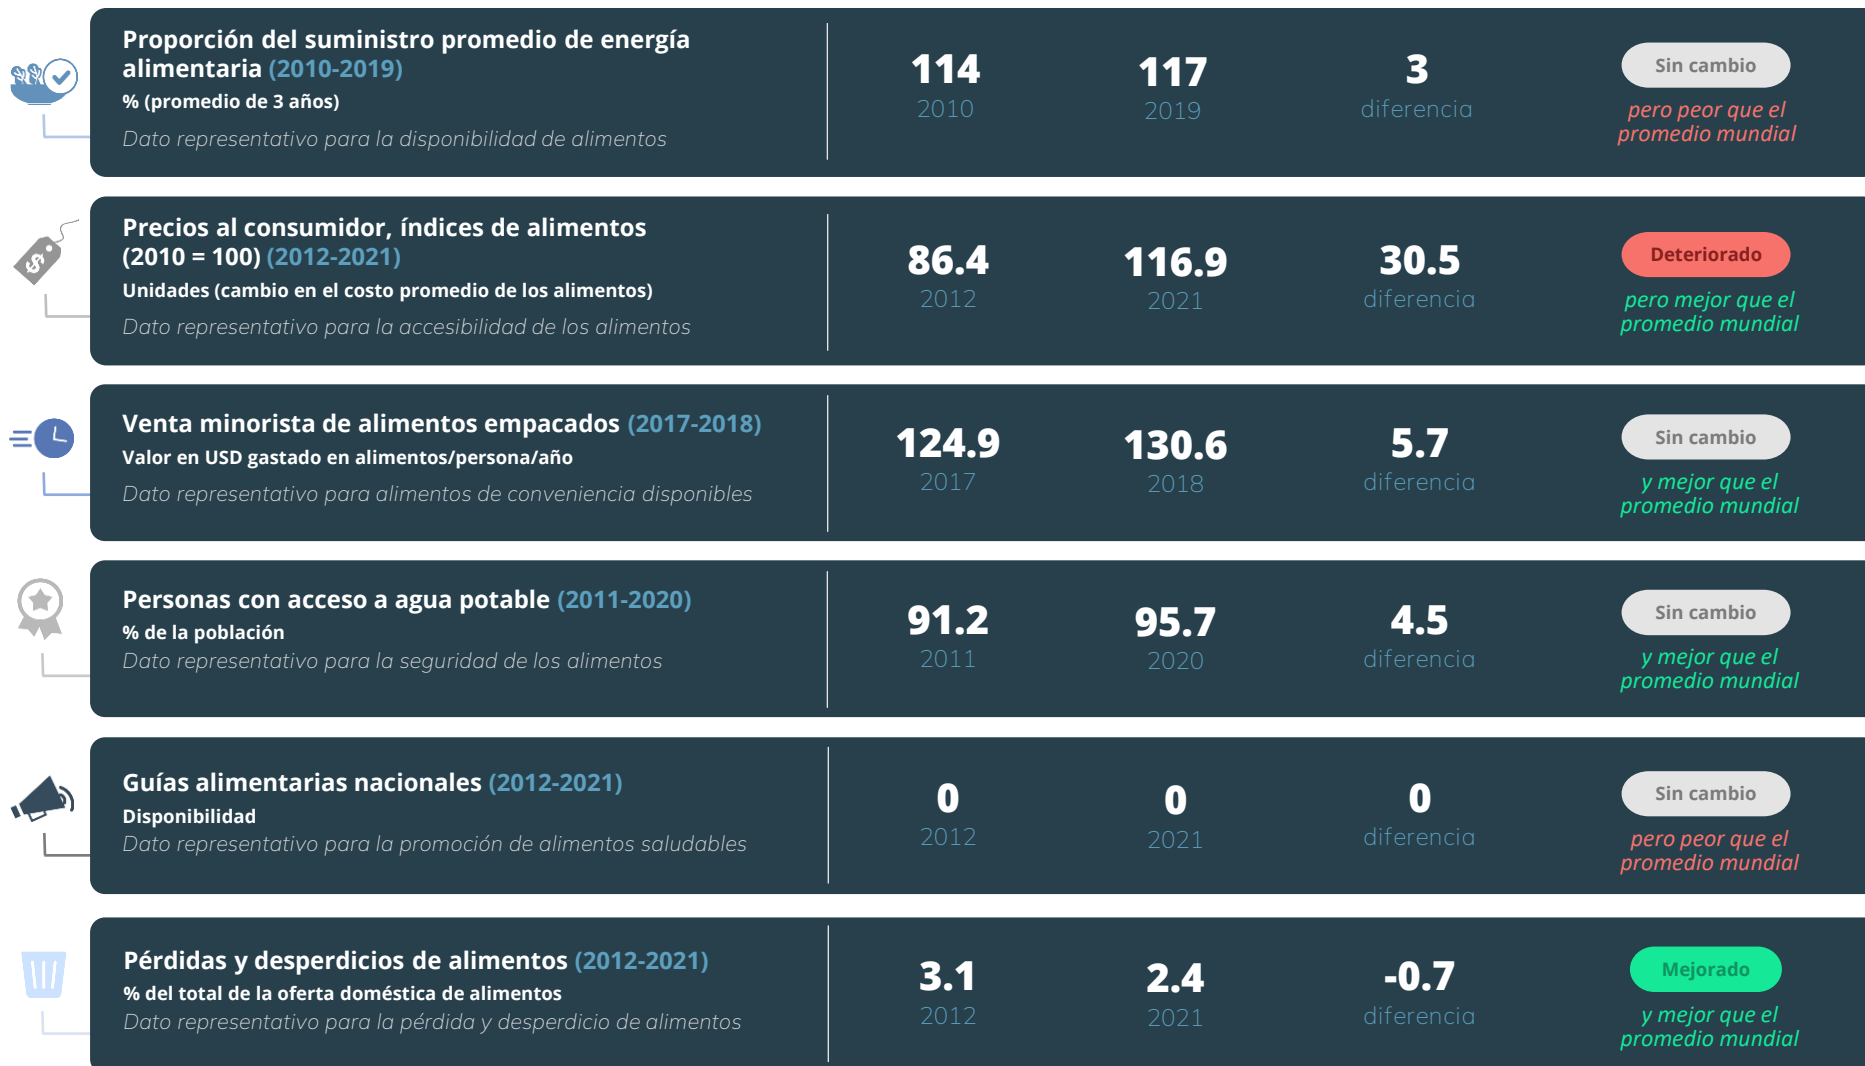 Proporción del suministro promedio de energía
alimentaria (2010-2019)
% (promedio de 3 años)
Dato representativo para la disponibilidad de alimentos
114
2010
117
2019
3
diferencia
Sin cambio
pero peor que el
promedio mundial
Precios al consumidor, índices de alimentos
(2010 = 100) (2012-2021)
Unidades (cambio en el costo promedio de los alimentos)
Dato representativo para la accesibilidad de los alimentos
86.4
2012
116.9
2021
30.5
diferencia
Deteriorado
pero mejor que el
promedio mundial
Venta minorista de alimentos empacados (2017-2018)
Valor en USD gastado en alimentos/persona/año
Dato representativo para alimentos de conveniencia disponibles
124.9
2017
130.6
2018
5.7
diferencia
Sin cambio
y mejor que el
promedio mundial
Personas con acceso a agua potable (2011-2020)
% de la población
Dato representativo para la seguridad de los alimentos
91.2
2011
95.7
2020
4.5
diferencia
Sin cambio
y mejor que el
promedio mundial
Guías alimentarias nacionales (2012-2021)
Disponibilidad
Dato representativo para la promoción de alimentos saludables
0
2012
0
2021
0
diferencia
Sin cambio
pero peor que el
promedio mundial
Pérdidas y desperdicios de alimentos (2012-2021)
% del total de la oferta doméstica de alimentos
Dato representativo para la pérdida y desperdicio de alimentos
3.1
2012
2.4
2021
-0.7
diferencia
Mejorado
y mejor que el
promedio mundial